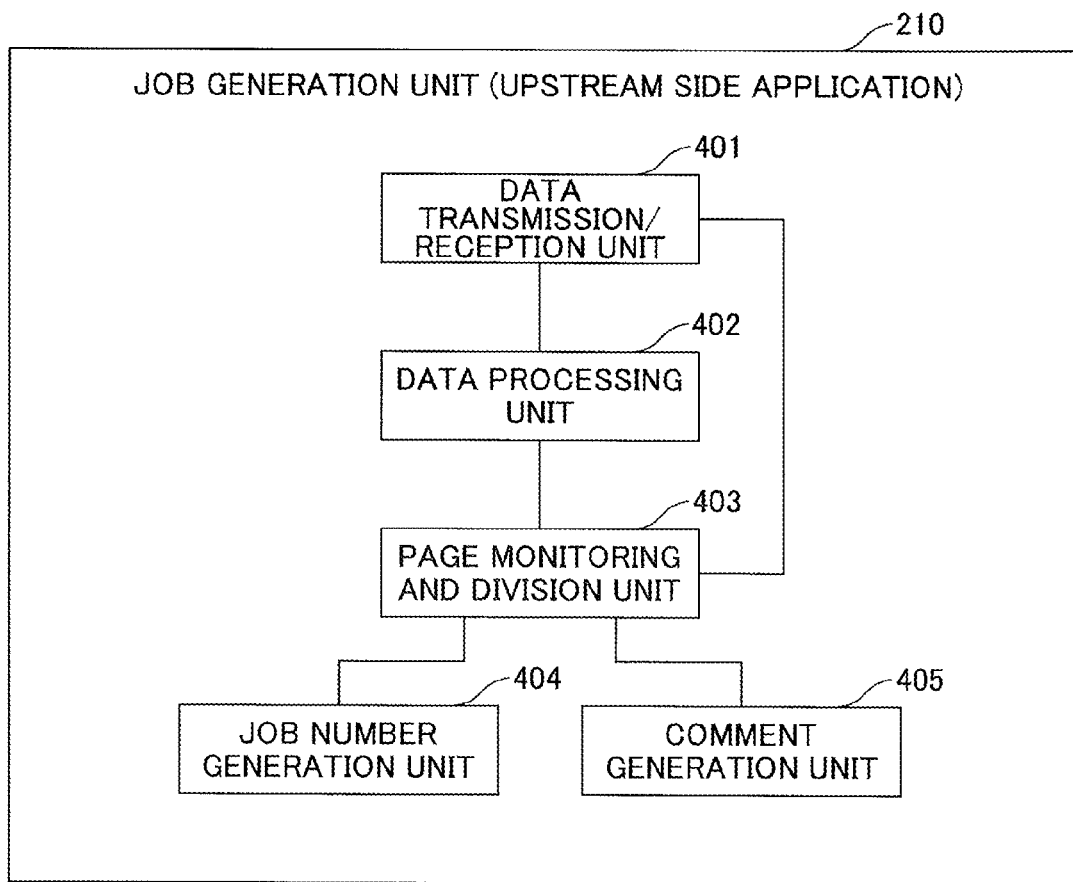 210
JOB GENERATION UNIT (UPSTREAM SIDE APPLICATION)
401
DATA
TRANSMISSION/
RECEPTION UNIT
402
DATA PROCESSING
UNIT
403
PAGE MONITORING
AND DIVISION UNIT
404
JOB NUMBER
GENERATION UNIT
405
COMMENT
GENERATION UNIT